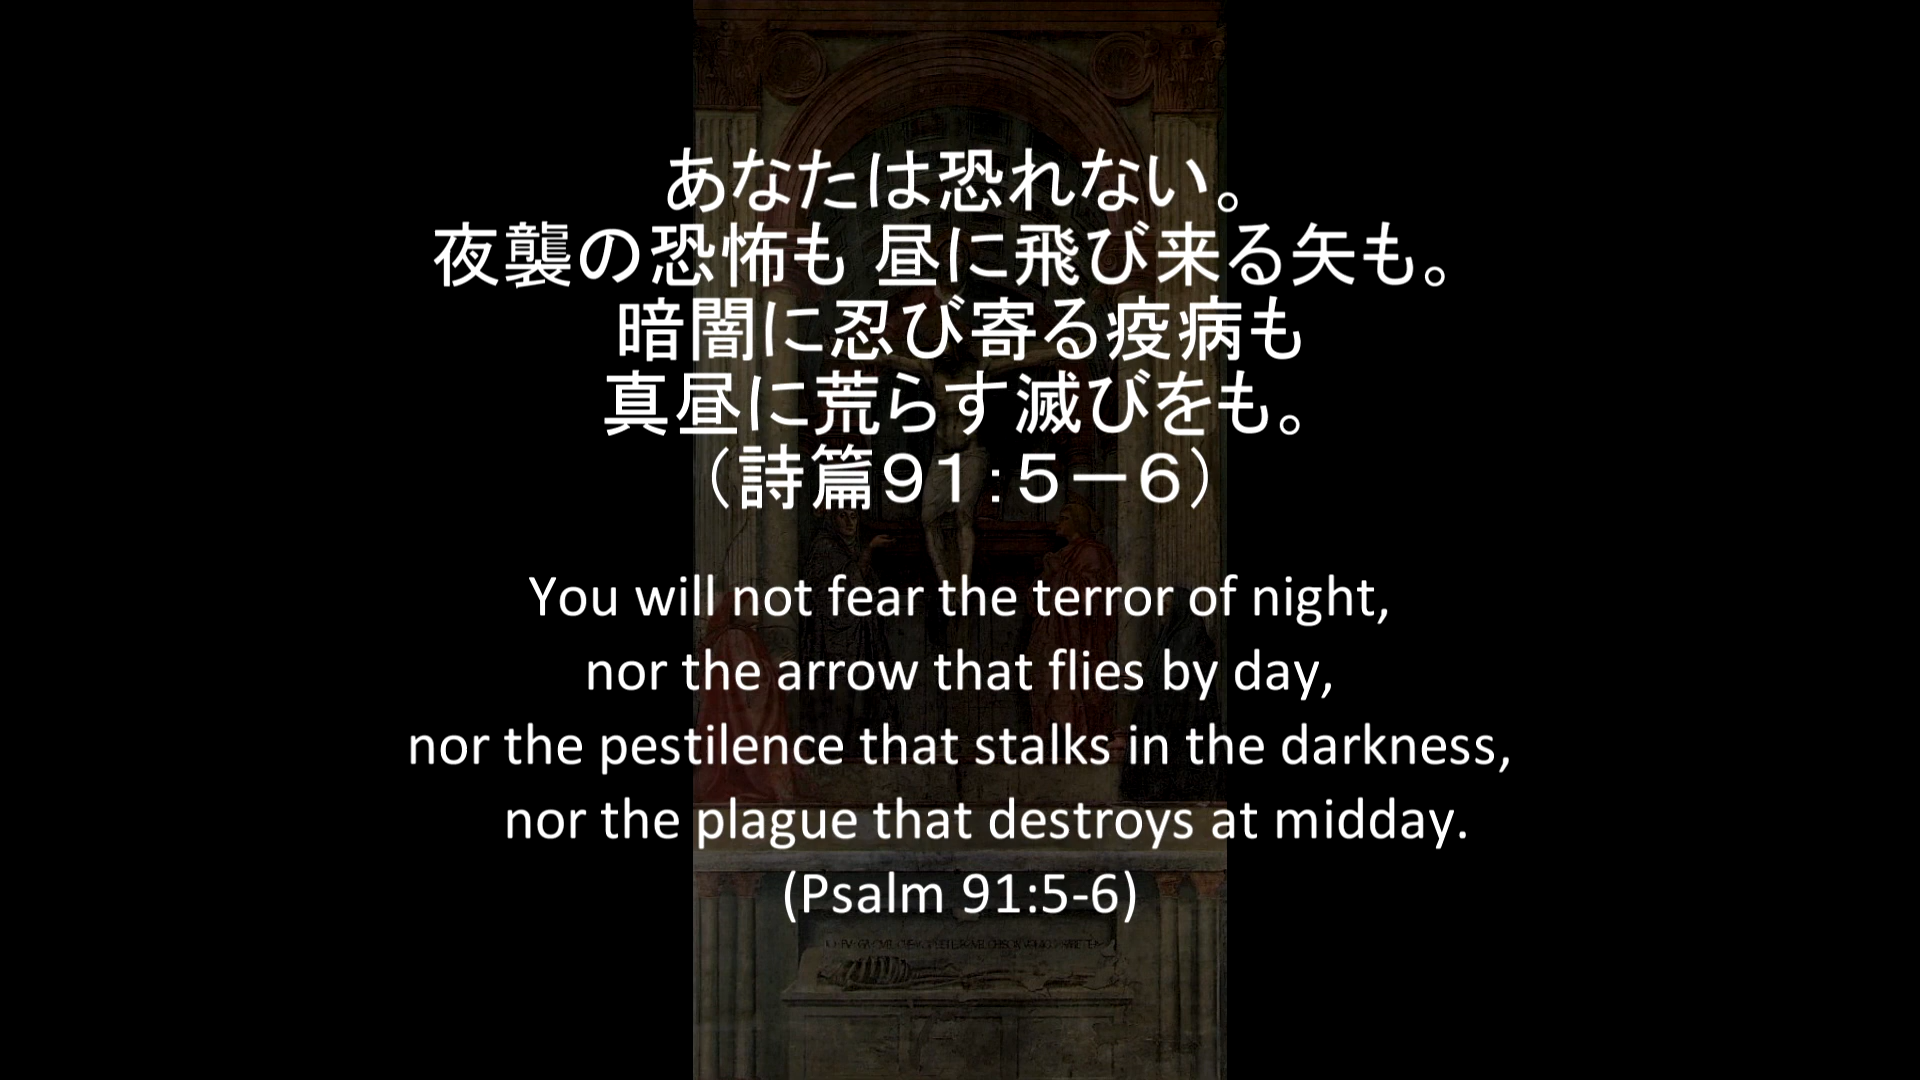 あなたは恐れない。
夜襲の恐怖も 昼に飛び来る矢も。
暗闇に忍び寄る疫病も
真昼に荒らす滅びをも。
（詩篇９１：５－６）
You will not fear the terror of night,
nor the arrow that flies by day,
nor the pestilence that stalks in the darkness,
nor the plague that destroys at midday.
(Psalm 91:5-6)